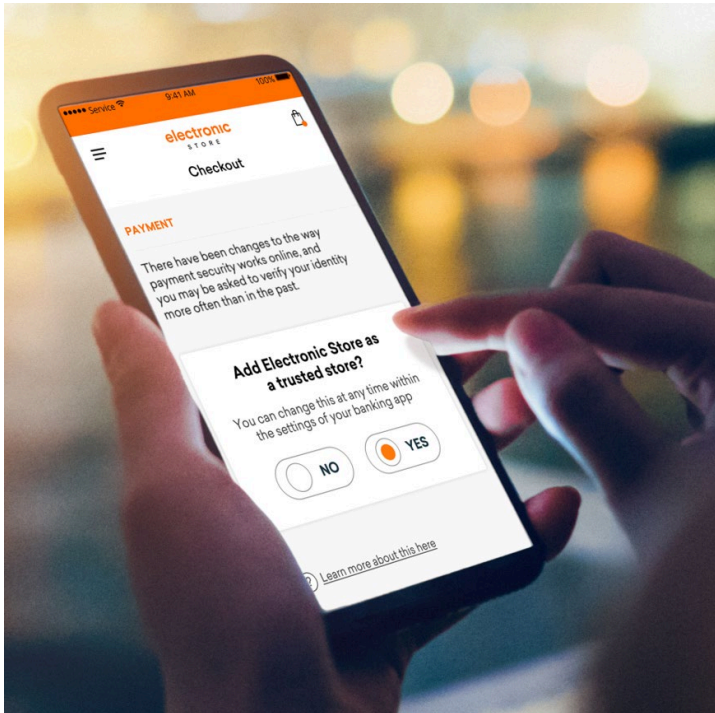 Service
9:41 AM
100%
electronic
STORE
Checkout
PAYMENT
There have been changes to the way
payment security works online, and
you may be asked to verify your identity
more often than in the past.
Add Electronic Store as
a trusted store?
You can change this at any time within
the settings of your banking app
NO
YES
? Learn more about this here